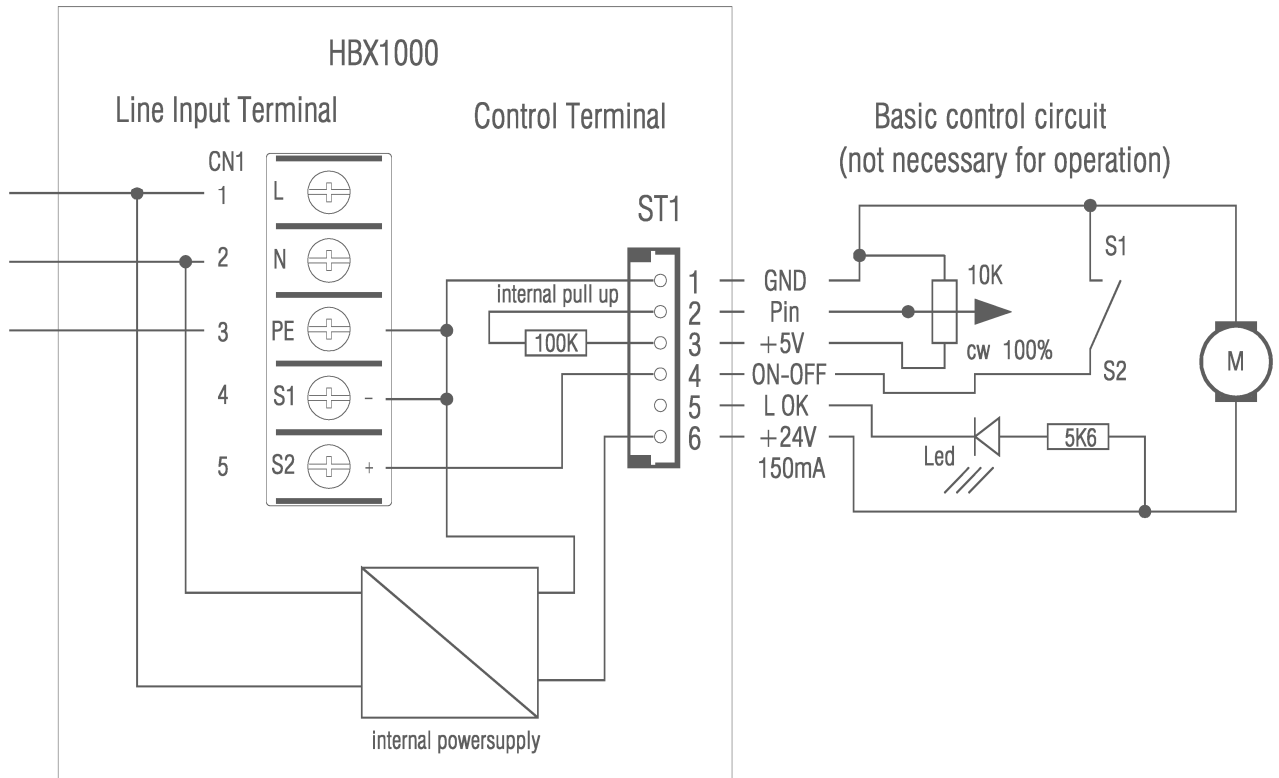 HBX1000
Line Input Terminal
Control Terminal
Basic control circuit
(not necessary for operation)
CN1
1 L
2 N
3 PE
4 S1 -
5 S2 +
ST1
internal pull up
100K
1 GND
2 Pin
3 +5V
4 ON-OFF
5 L OK
6 +24V
150mA
10K
cw 100%
S1
S2
M
Led
5K6
internal powersupply